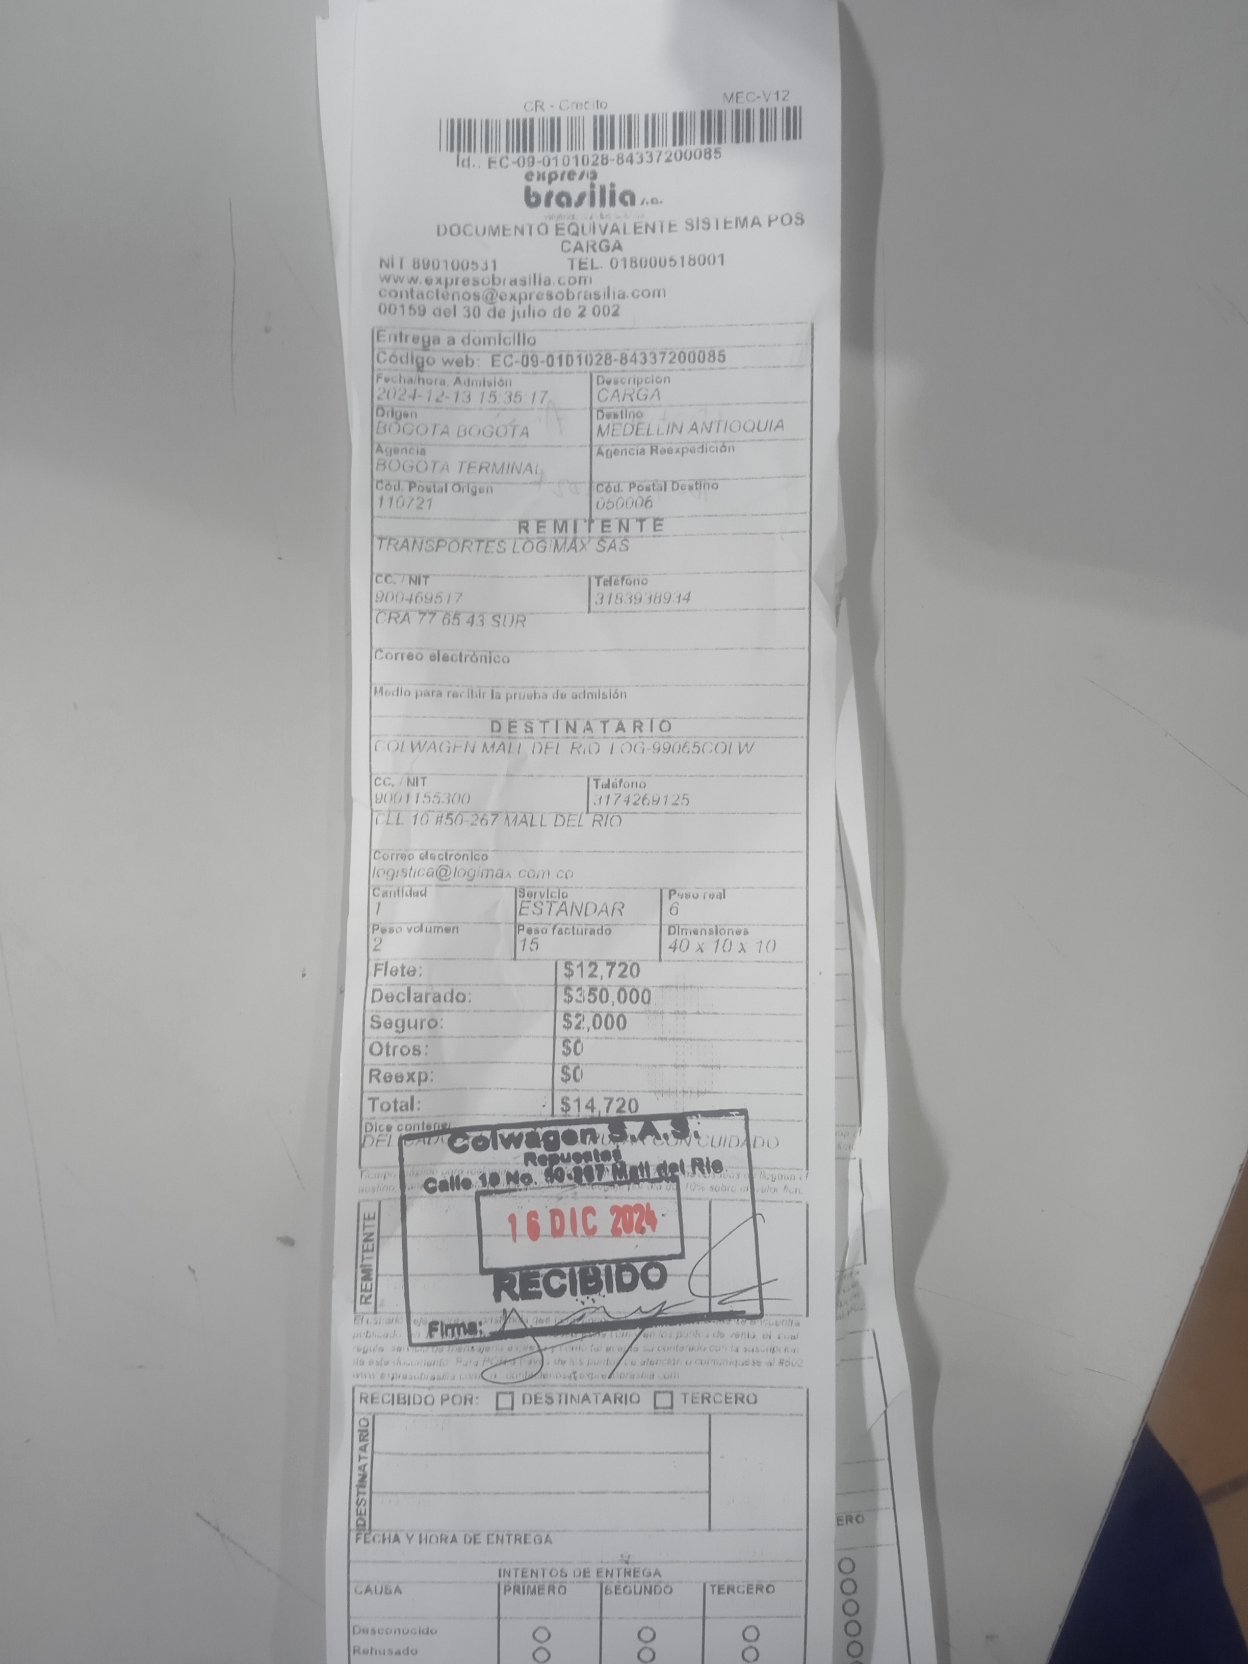 CR - Credito MEC-V12
Id.. EC-09-0101028-84337200085
expreso
brasilia s.a.
DOCUMENTO EQUIVALENTE SISTEMA POS
CARGA
NIT 890100531 TEL. 018000518001
www.expresobrasilia.com
contactenos@expresobrasilia.com
00159 del 30 de julio de 2 002
Entrega a domicilio
Código web: EC-09-0101028-84337200085
Fecha/hora. Admisión Descripcion
2024-12-13 15:35:17 CARGA
Origen Destino
BOGOTA BOGOTA MEDELLIN ANTIOQUIA
Agencia Agencia Reexpedición
BOGOTA TERMINAL
Cód. Postal Origen Cód. Postal Destino
110721 050006
REMITENTE
TRANSPORTES LOGIMAX SAS
CC. / NIT Teléfono
900469517 3183938934
CRA 77 65 43 SUR
Correo electrónico
Medio para recibir la prueba de admisión
DESTINATARIO
COLWAGEN MALL DEL RIO LOG-99065COLW
CC. / NIT Teléfono
9001155300 3174269125
CLL 10 #50-267 MALL DEL RIO
Correo electronico
logistica@logimax.com.co
Cantidad Servicio Peso real
1 ESTANDAR 6
Peso volumen Peso facturado Dimensiones
2 15 40 x 10 x 10
Flete: $12,720
Declarado: $350,000
Seguro: $2,000
Otros: $0
Reexp: $0
Total: $14,720
Dice contener
CON CUIDADO
Colwagen S.A.S.
Repuestos
Calle 10 No. 50-267 Mall del Rio
16 DIC 2024
RECIBIDO
Firma:
REMITENTE
RECIBIDO POR: DESTINATARIO TERCERO
DESTINATARIO
FECHA Y HORA DE ENTREGA
INTENTOS DE ENTREGA
CAUSA PRIMERO SEGUNDO TERCERO
Desconocido
Rehusado
ERO